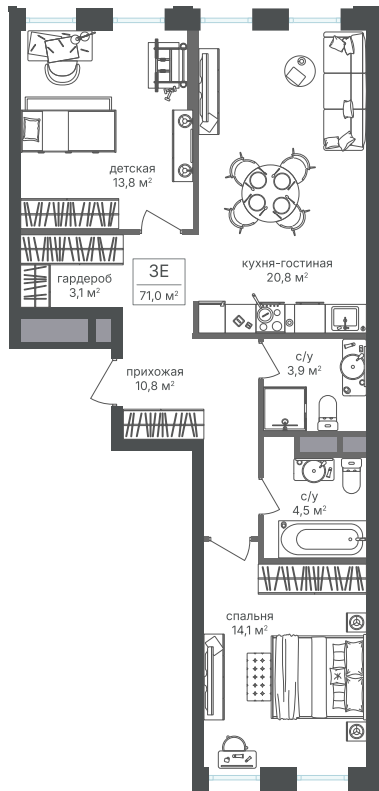 детская
13,8 м²
кухня-гостиная
20,8 м²
гардероб
3,1 м²
3Е
71,0 м²
прихожая
10,8 м²
с/у
3,9 м²
с/у
4,5 м²
спальня
14,1 м²